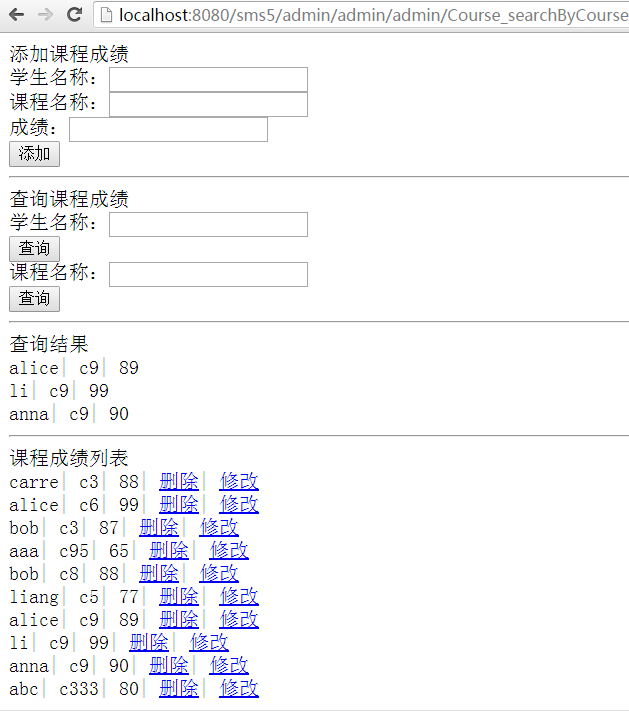 localhost:8080/sms5/admin/admin/admin/Course_searchByCourse
添加课程成绩
学生名称：
课程名称：
成绩：
添加
查询课程成绩
学生名称：
查询
课程名称：
查询
查询结果
alice| c9| 89
li| c9| 99
anna| c9| 90
课程成绩列表
carre| c3| 88| 删除| 修改
alice| c6| 99| 删除| 修改
bob| c3| 87| 删除| 修改
aaa| c95| 65| 删除| 修改
bob| c8| 88| 删除| 修改
liang| c5| 77| 删除| 修改
alice| c9| 89| 删除| 修改
li| c9| 99| 删除| 修改
anna| c9| 90| 删除| 修改
abc| c333| 80| 删除| 修改